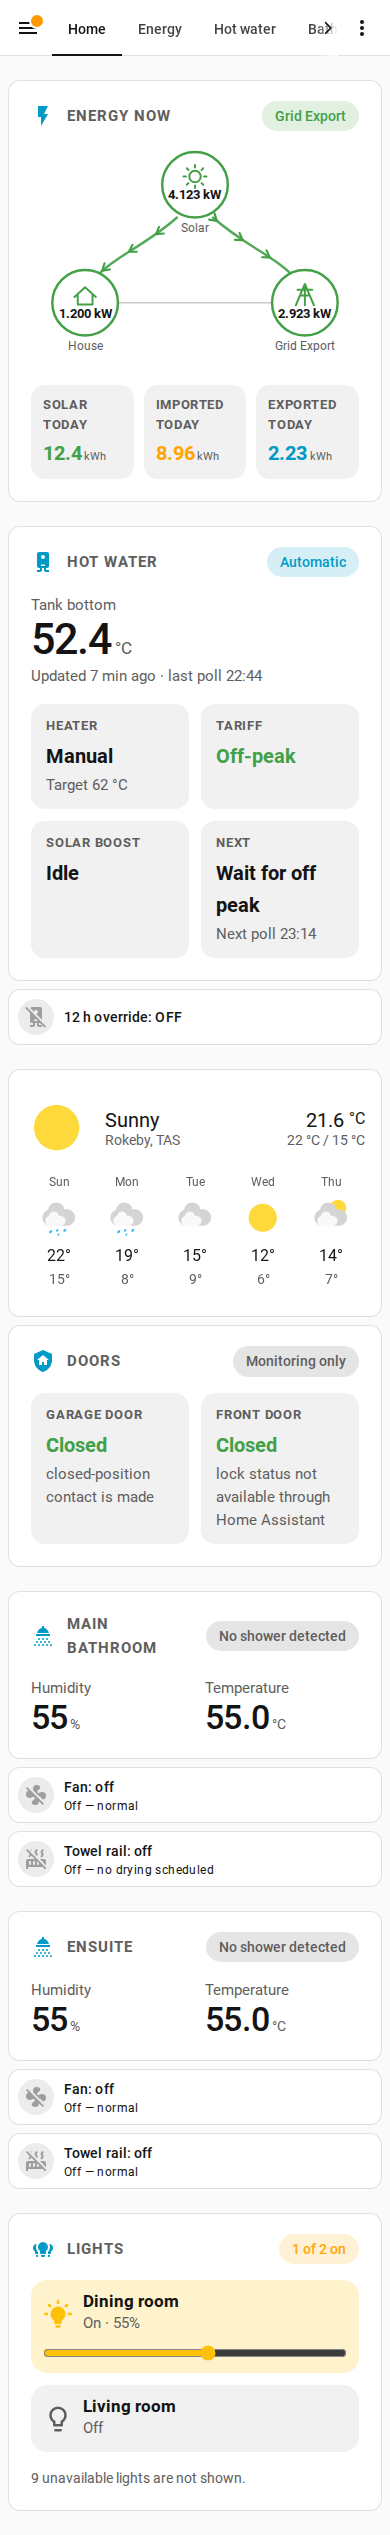 Home Energy Hot water Bath
ENERGY NOW Grid Export
4.123 kW
Solar
1.200 kW 2.923 kW
House Grid Export
SOLAR TODAY IMPORTED TODAY EXPORTED TODAY
12.4 kWh 8.96 kWh 2.23 kWh
HOT WATER Automatic
Tank bottom
52.4 °C
Updated 7 min ago · last poll 22:44
HEATER TARIFF
Manual Off-peak
Target 62 °C
SOLAR BOOST NEXT
Idle Wait for off
peak
Next poll 23:14
12 h override: OFF
Sunny 21.6 °C
Rokeby, TAS 22 °C / 15 °C
Sun Mon Tue Wed Thu
22° 19° 15° 12° 14°
15° 8° 9° 6° 7°
DOORS Monitoring only
GARAGE DOOR FRONT DOOR
Closed Closed
closed-position lock status not
contact is made available through
Home Assistant
MAIN
BATHROOM No shower detected
Humidity Temperature
55 % 55.0 °C
Fan: off
Off – normal
Towel rail: off
Off – no drying scheduled
ENSUITE No shower detected
Humidity Temperature
55 % 55.0 °C
Fan: off
Off – normal
Towel rail: off
Off – normal
LIGHTS 1 of 2 on
Dining room
On · 55%
Living room
Off
9 unavailable lights are not shown.